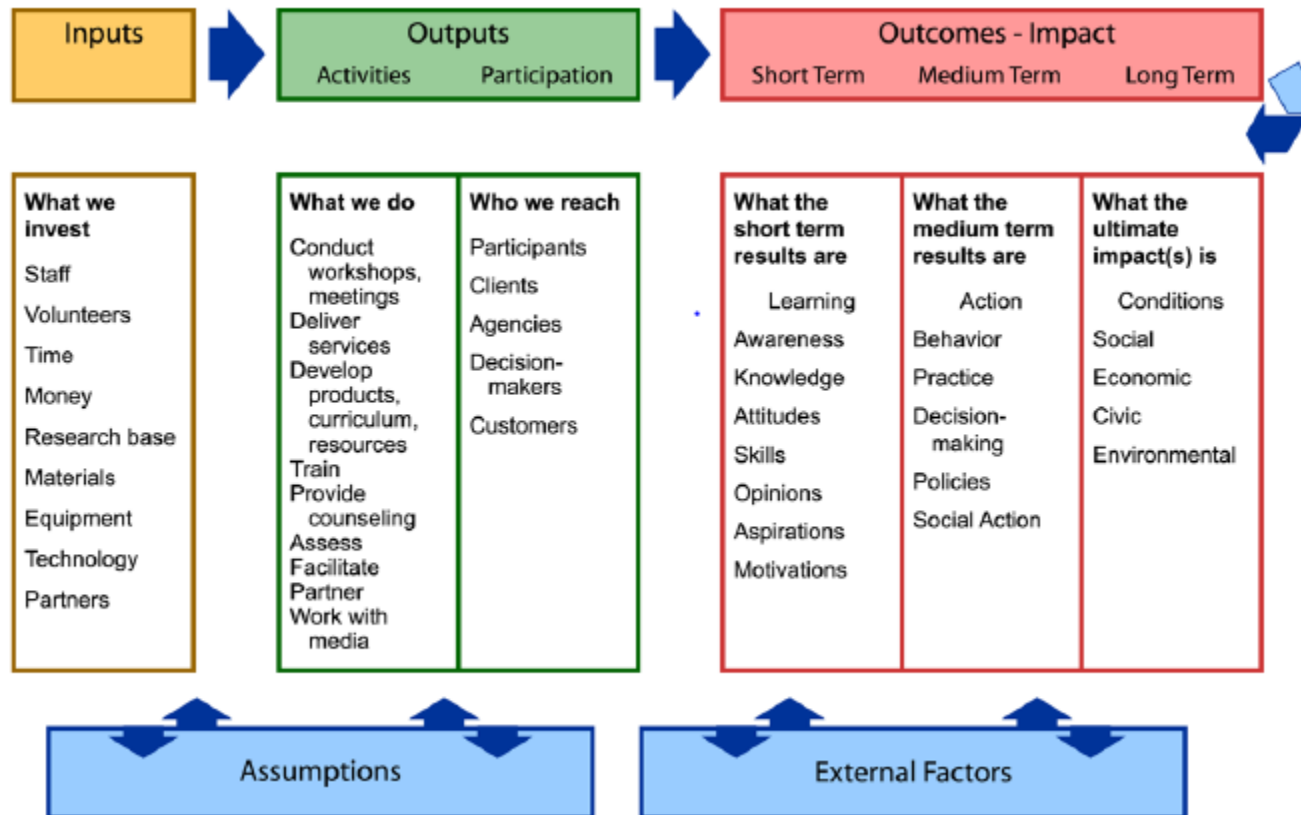 Inputs
Outputs
Activities Participation
Outcomes - Impact
Short Term Medium Term Long Term
What we
invest
Staff
Volunteers
Time
Money
Research base
Materials
Equipment
Technology
Partners
What we do
Conduct
workshops,
meetings
Deliver
services
Develop
products,
curriculum,
resources
Train
Provide
counseling
Assess
Facilitate
Partner
Work with
media
Who we reach
Participants
Clients
Agencies
Decision-
makers
Customers
What the
short term
results are
Learning
Awareness
Knowledge
Attitudes
Skills
Opinions
Aspirations
Motivations
What the
medium term
results are
Action
Behavior
Practice
Decision-
making
Policies
Social Action
What the
ultimate
impact(s) is
Conditions
Social
Economic
Civic
Environmental
Assumptions
External Factors